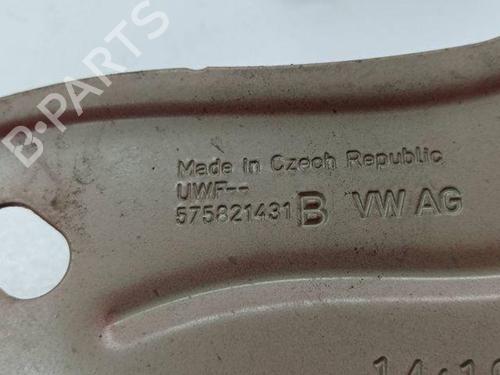 B·PARTS
Made in Czech Republic
UWF--
575821431 B VW AG